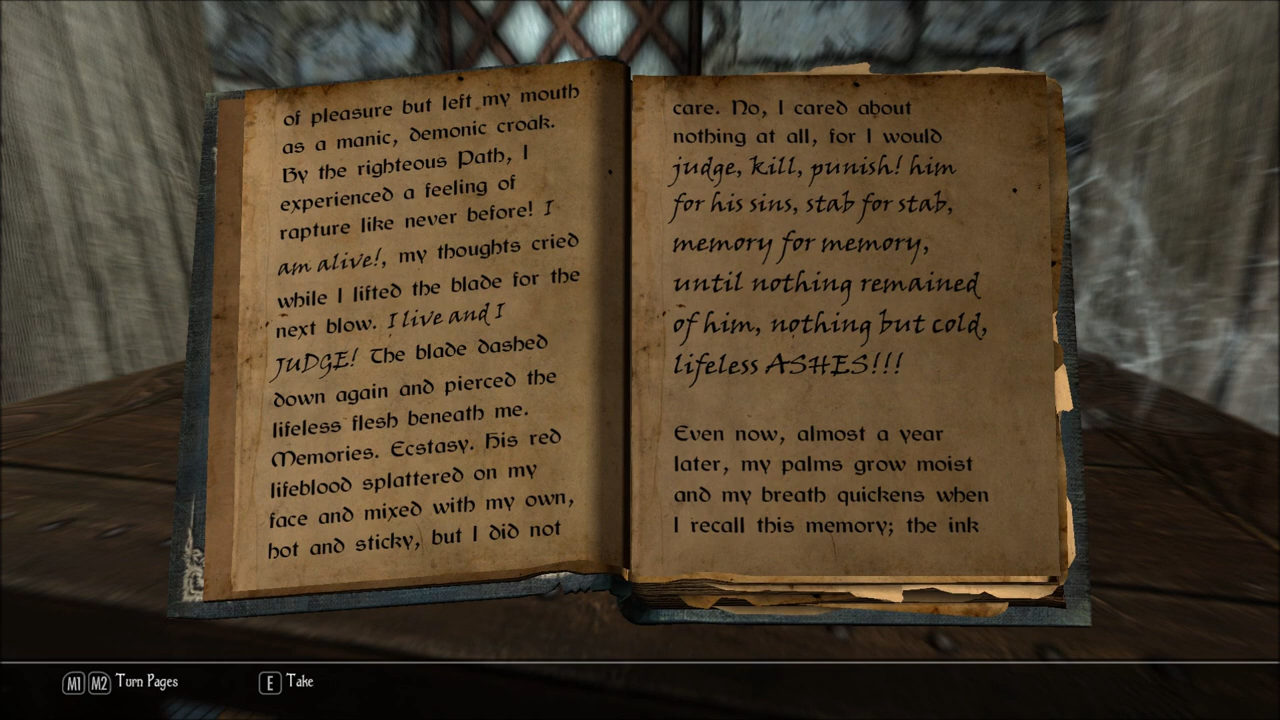 of pleasure but left my mouth
as a manic, demonic croak.
By the righteous Path, I
experienced a feeling of
rapture like never before! I
am alive!, my thoughts cried
while I lifted the blade for the
next blow. I live and I
JUDGE! The blade dashed
down again and pierced the
lifeless flesh beneath me.
Memories. Ecstasy. His red
lifeblood splattered on my
face and mixed with my own,
hot and sticky, but I did not
care. No, I cared about
nothing at all, for I would
judge, kill, punish! him
for his sins, stab for stab,
memory for memory,
until nothing remained
of him, nothing but cold,
lifeless ASHES!!!
Even now, almost a year
later, my palms grow moist
and my breath quickens when
I recall this memory; the ink
M1 M2 Turn Pages
E Take